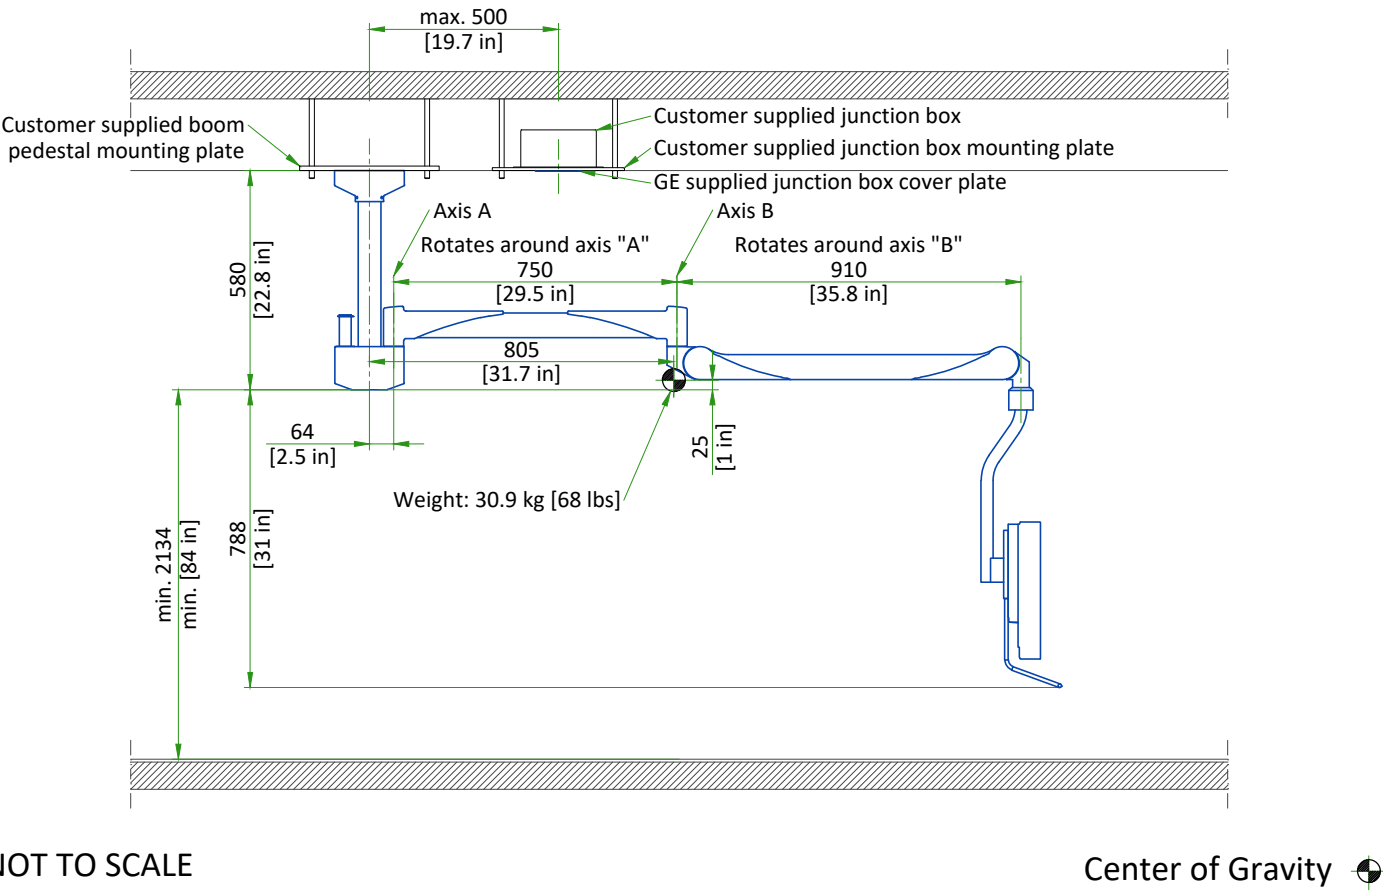 max. 500
[19.7 in]
Customer supplied boom
pedestal mounting plate
Customer supplied junction box
Customer supplied junction box mounting plate
GE supplied junction box cover plate
Axis A
Axis B
Rotates around axis "A"
Rotates around axis "B"
580
[22.8 in]
750
[29.5 in]
910
[35.8 in]
805
[31.7 in]
64
[2.5 in]
25
[1 in]
Weight: 30.9 kg [68 lbs]
min. 2134
min. [84 in]
788
[31 in]
NOT TO SCALE
Center of Gravity